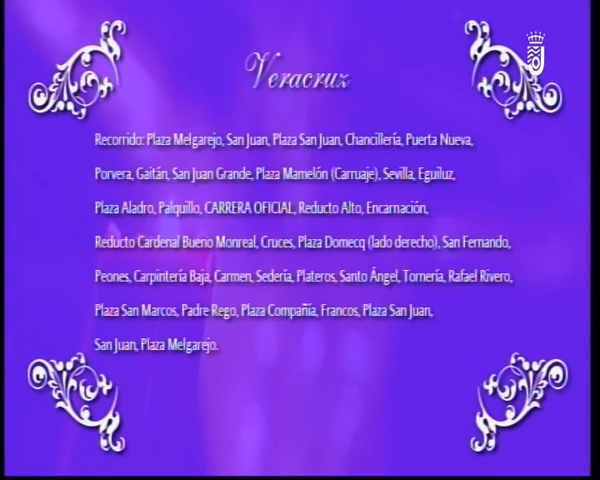 Veracruz
Recorrido: Plaza Melgarejo, San Juan, Plaza San Juan, Chancillería, Puerta Nueva,
Porvera, Gaitán, San Juan Grande, Plaza Mamelón (Carruaje), Sevilla, Eguiluz,
Plaza Aladro, Palquillo, CARRERA OFICIAL, Reducto Alto, Encarnación,
Reducto Cardenal Bueno Monreal, Cruces, Plaza Domecq (lado derecho), San Fernando,
Peones, Carpintería Baja, Carmen, Sedería, Plateros, Santo Ángel, Tornería, Rafael Rivero,
Plaza San Marcos, Padre Rego, Plaza Compañía, Francos, Plaza San Juan,
San Juan, Plaza Melgarejo.